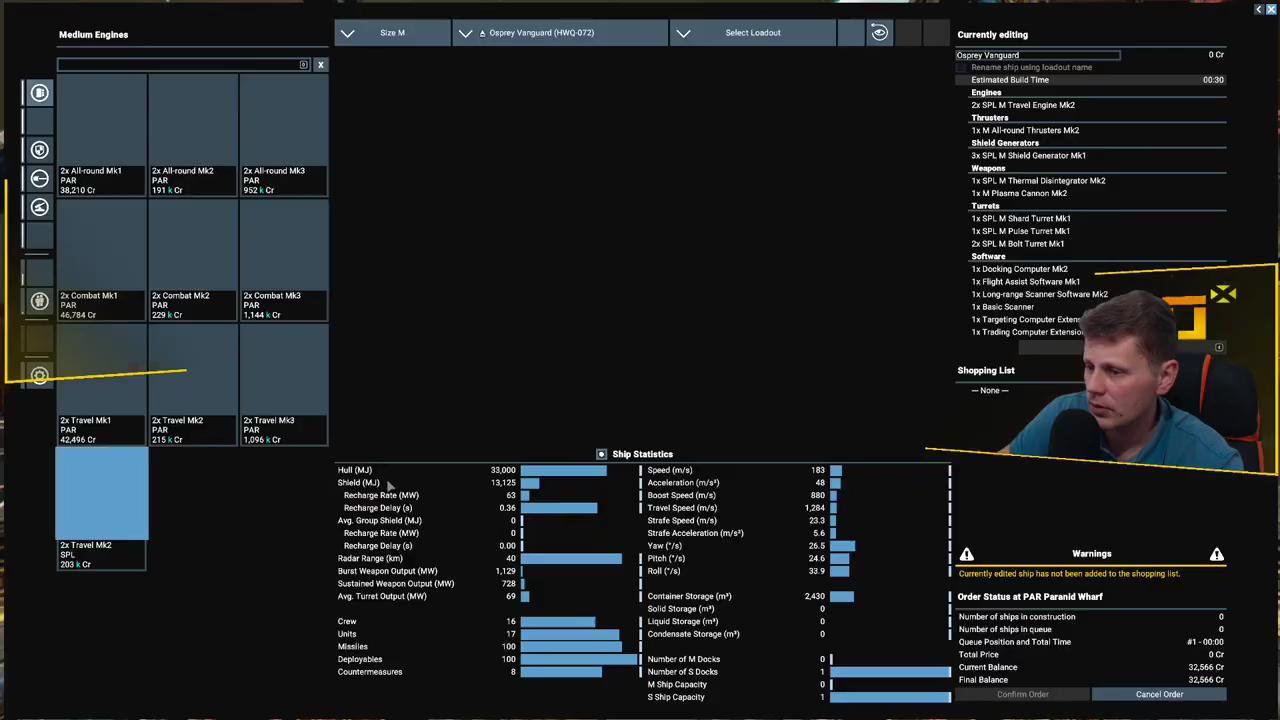 Medium Engines
x
2x All-round Mk1
PAR
38,210 Cr
2x All-round Mk2
PAR
191 k Cr
2x All-round Mk3
PAR
952 k Cr
2x Combat Mk1
PAR
46,784 Cr
2x Combat Mk2
PAR
229 k Cr
2x Combat Mk3
PAR
1,144 k Cr
2x Travel Mk1
PAR
42,496 Cr
2x Travel Mk2
PAR
215 k Cr
2x Travel Mk3
PAR
1,096 k Cr
2x Travel Mk2
SPL
203 k Cr
Size M
Osprey Vanguard (HWQ-072)
Select Loadout
Ship Statistics
Hull (MJ) 33,000
Shield (MJ) 13,125
Recharge Rate (MW) 63
Recharge Delay (s) 0.36
Avg. Group Shield (MJ) 0
Recharge Rate (MW) 0
Recharge Delay (s) 0.00
Radar Range (km) 40
Burst Weapon Output (MW) 1,129
Sustained Weapon Output (MW) 728
Avg. Turret Output (MW) 69
Crew 16
Units 17
Missiles 100
Deployables 100
Countermeasures 8
Speed (m/s) 183
Acceleration (m/s²) 48
Boost Speed (m/s) 880
Travel Speed (m/s) 1,284
Strafe Speed (m/s) 23.3
Strafe Acceleration (m/s²) 5.6
Yaw (°/s) 26.5
Pitch (°/s) 24.6
Roll (°/s) 33.9
Container Storage (m³) 2,430
Solid Storage (m³) 0
Liquid Storage (m³) 0
Condensate Storage (m³) 0
Number of M Docks 0
Number of S Docks 1
M Ship Capacity 0
S Ship Capacity 1
Currently editing
Osprey Vanguard 0 Cr
Rename ship using loadout name
Estimated Build Time 00:30
Engines
2x SPL M Travel Engine Mk2
Thrusters
1x M All-round Thrusters Mk2
Shield Generators
3x SPL M Shield Generator Mk1
Weapons
1x SPL M Thermal Disintegrator Mk2
1x M Plasma Cannon Mk2
Turrets
1x SPL M Shard Turret Mk1
1x SPL M Pulse Turret Mk1
2x SPL M Bolt Turret Mk1
Software
1x Docking Computer Mk2
1x Flight Assist Software Mk1
1x Long-range Scanner Software Mk2
1x Basic Scanner
1x Targeting Computer Exten
1x Trading Computer Extensio
Shopping List
— None —
Warnings
Currently edited ship has not been added to the shopping list.
Order Status at PAR Paranid Wharf
Number of ships in construction 0
Number of ships in queue 0
Queue Position and Total Time #1 - 00:00
Total Price 0 Cr
Current Balance 32,566 Cr
Final Balance 32,566 Cr
Confirm Order
Cancel Order